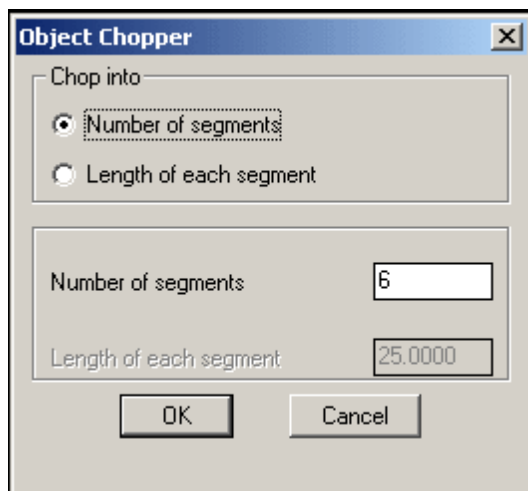 Object Chopper
Chop into
Number of segments
Length of each segment
Number of segments 6
Length of each segment 25.0000
OK Cancel